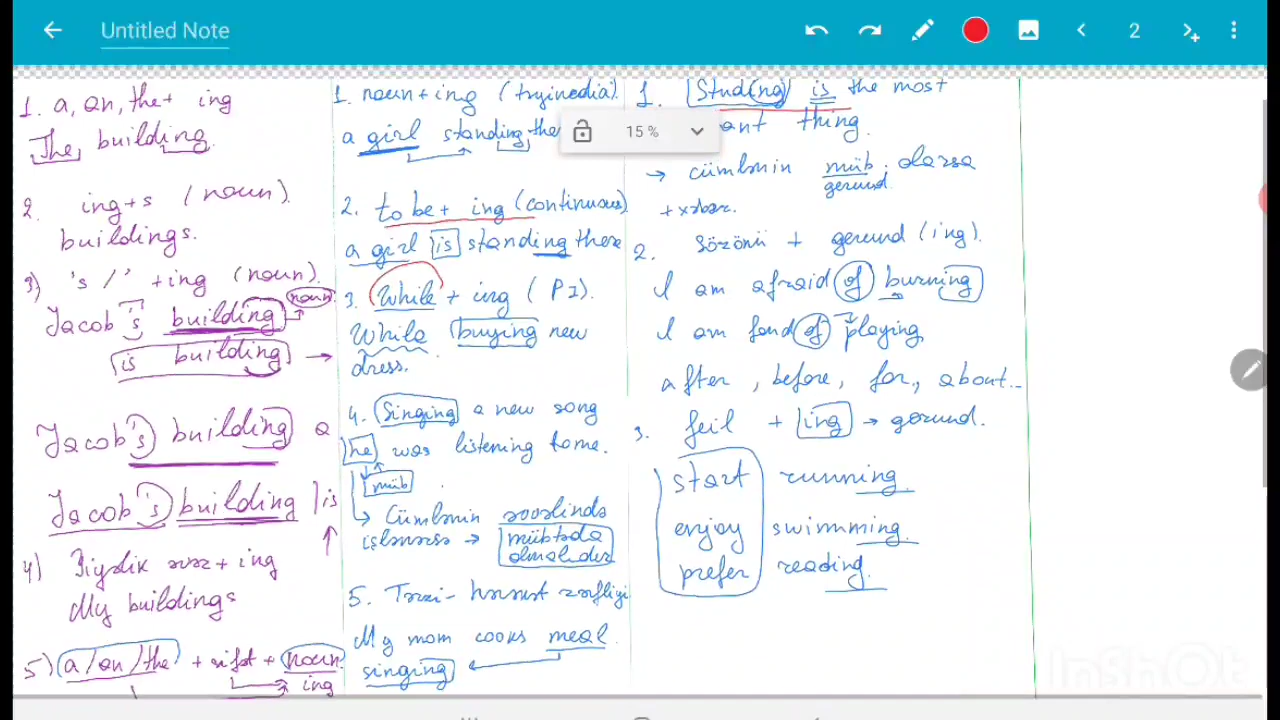 Untitled Note
2
15 %
1. a, an, the + ing
The building
2. ing+s (noun).
buildings.
3) 's / ' +ing (noun).
noun
Jacob's building
is building →
Jacob's building a
Jacob's building is
4) Yiyəlik əvəz + ing
My buildings
5) a/an/the + sifət + noun
ing
1. noun + ing (təyinedici).
a girl standing the
2. to be + ing (continuous)
a girl is standing there
3. While + ing (P I).
While buying new
dress.
4. Singing a new song
he was listening to me.
müb
→ Cümlənin əvvəlində
işlənərsə → mübtəda
olmalıdır
5. Tərzi- hərəkət zərfliyi
My mom cooks meal.
singing
1. Studing is the most
ant thing.
→ cümlənin müb. olarsa
gerund
+ xəbər.
2. Sözönü + gerund (ing).
I am afraid of burning
I am fond of playing
after, before, for, about...
3. feil + ing → gerund.
start running
enjoy swimming
prefer reading
InfinOt